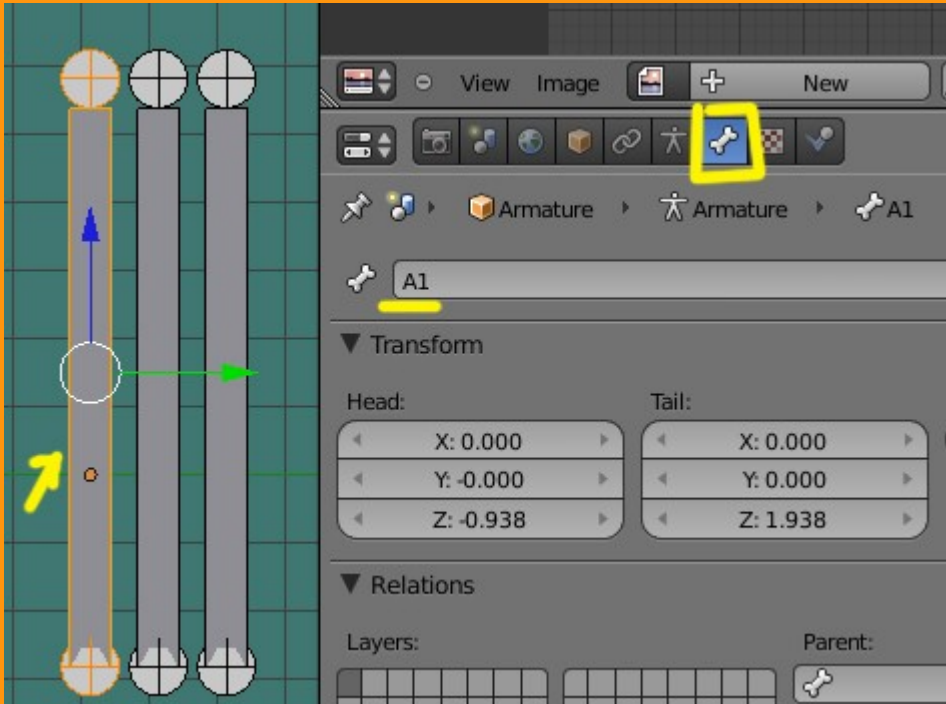 View Image New
Armature Armature A1
A1
Transform
Head: Tail:
X: 0.000 X: 0.000
Y: -0.000 Y: 0.000
Z: -0.938 Z: 1.938
Relations
Layers: Parent: